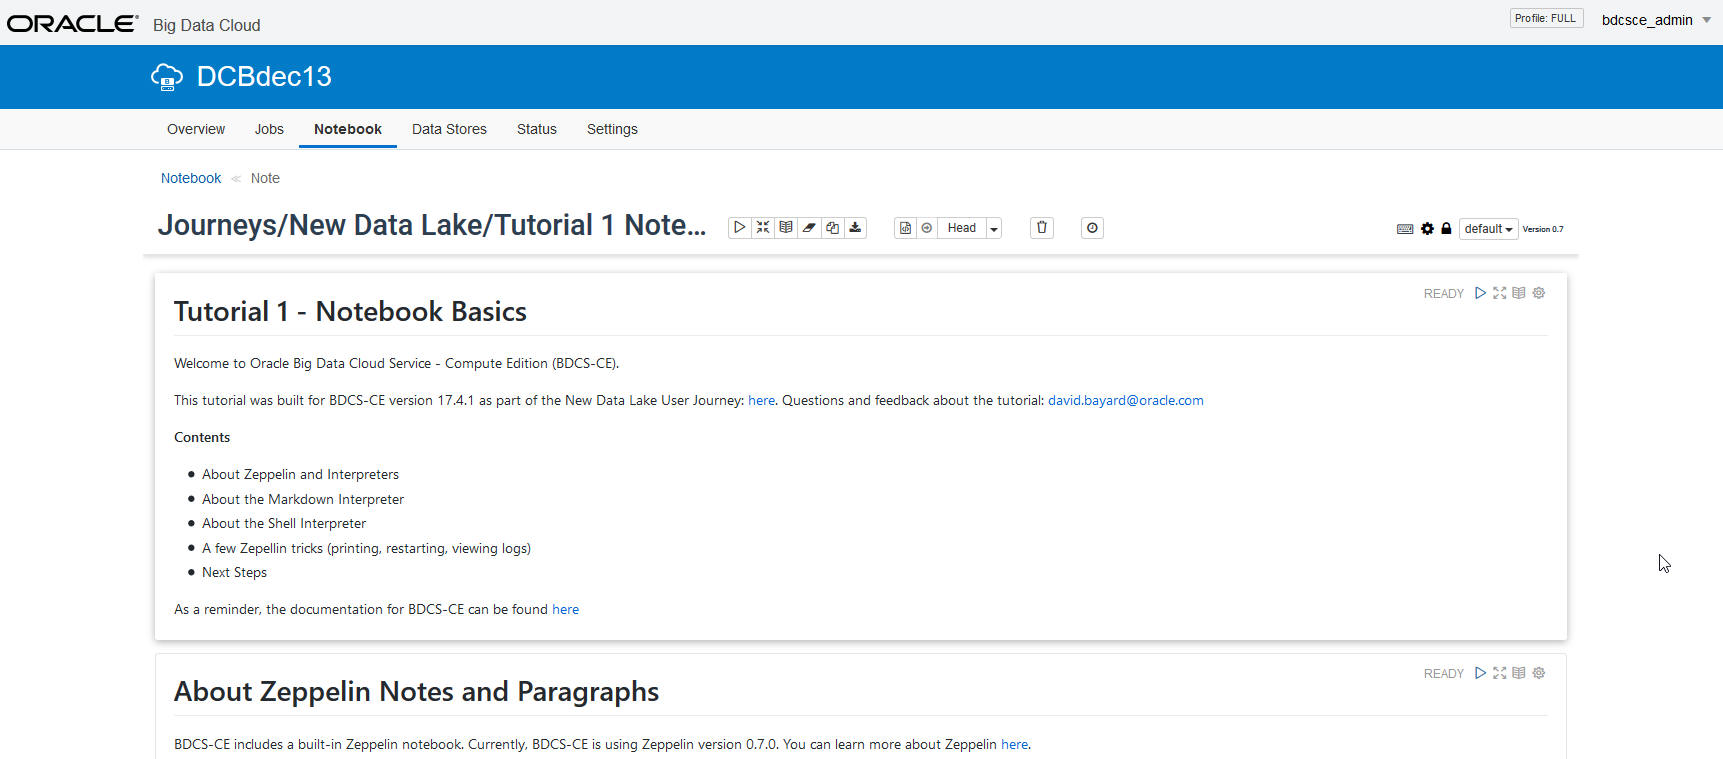 ORACLE Big Data Cloud
Profile: FULL
bdcsce_admin
DCBdec13
Overview Jobs Notebook Data Stores Status Settings
Notebook ≪ Note
Journeys/New Data Lake/Tutorial 1 Note...
Head
default
Version 0.7
READY
Tutorial 1 - Notebook Basics
Welcome to Oracle Big Data Cloud Service - Compute Edition (BDCS-CE).
This tutorial was built for BDCS-CE version 17.4.1 as part of the New Data Lake User Journey: here. Questions and feedback about the tutorial: david.bayard@oracle.com
Contents
● About Zeppelin and Interpreters
● About the Markdown Interpreter
● About the Shell Interpreter
● A few Zepellin tricks (printing, restarting, viewing logs)
● Next Steps
As a reminder, the documentation for BDCS-CE can be found here
READY
About Zeppelin Notes and Paragraphs
BDCS-CE includes a built-in Zeppelin notebook. Currently, BDCS-CE is using Zeppelin version 0.7.0. You can learn more about Zeppelin here.